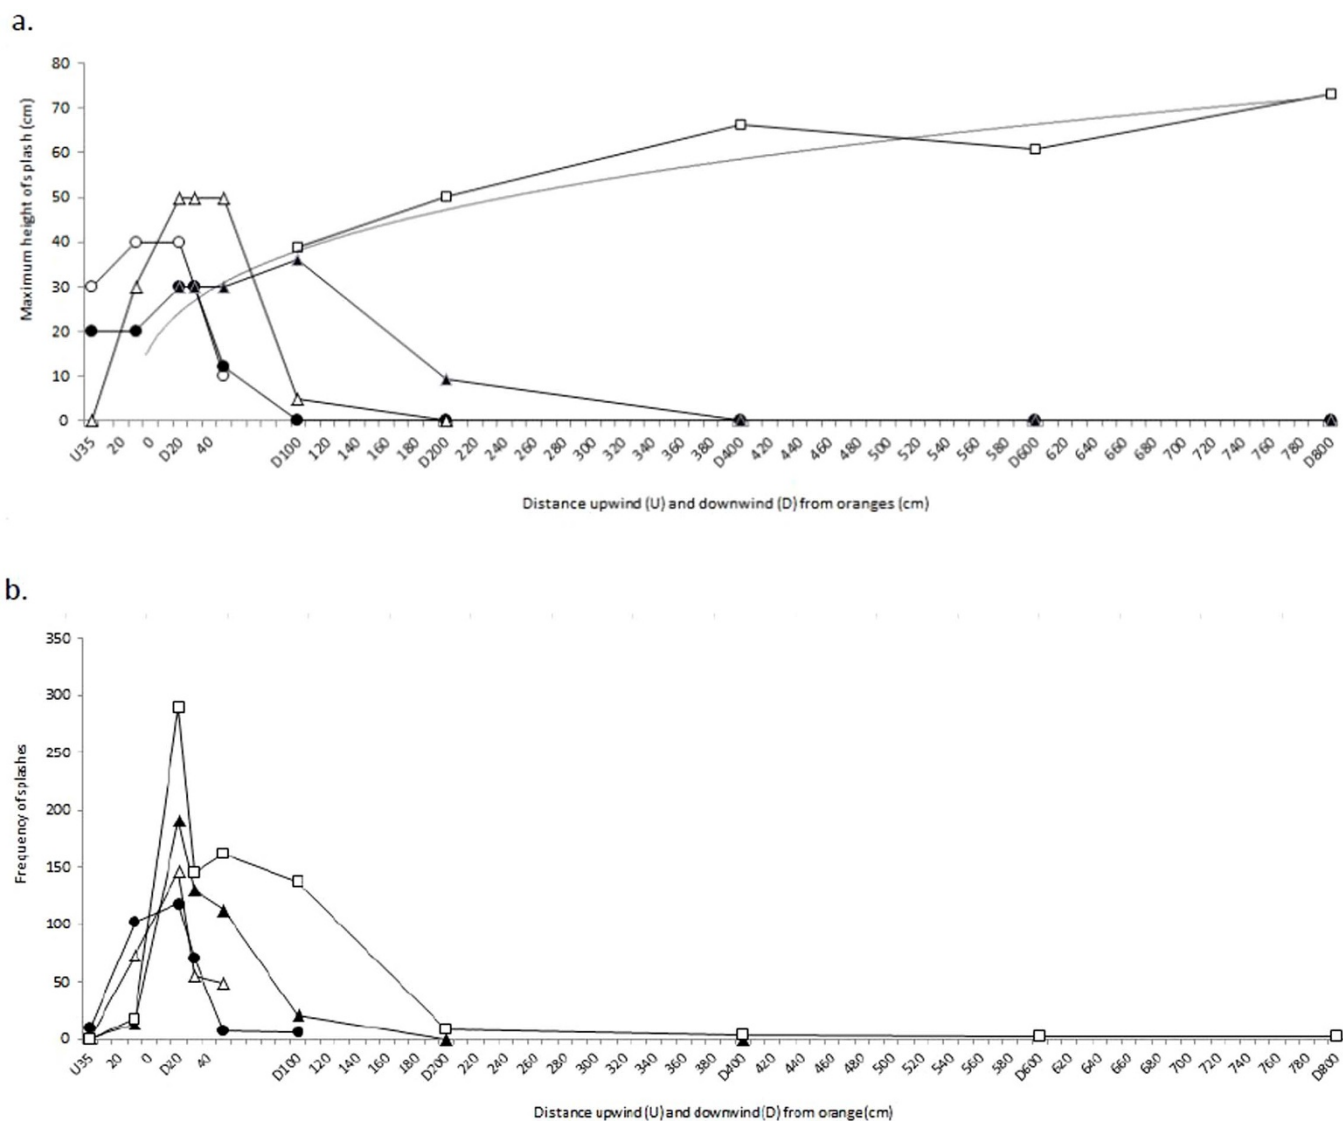 a.
80
70
60
50
40
30
20
10
0
Maximum height of splash (cm)
U35 20 0 D20 40 D100 120 140 160 180 D200 220 240 260 280 300 320 340 360 380 D400 420 440 460 480 500 520 540 560 580 D600 620 640 660 680 700 720 740 760 780 D800
Distance upwind (U) and downwind (D) from oranges (cm)
b.
350
300
250
200
150
100
50
0
Frequency of splashes
U35 20 0 D20 40 D100 120 140 160 180 D200 220 240 260 280 300 320 340 360 380 D400 420 440 460 480 500 520 540 560 580 D600 620 640 660 680 700 720 740 760 780 D800
Distance upwind (U) and downwind (D) from orange(cm)